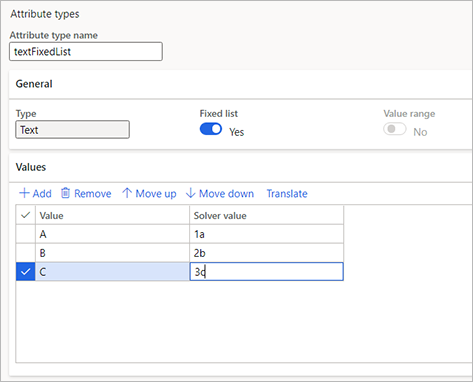 Attribute types
Attribute type name
textFixedList
General
Type Fixed list Value range
Text Yes No
Values
Add Remove Move up Move down Translate
Value Solver value
A 1a
B 2b
C 3c